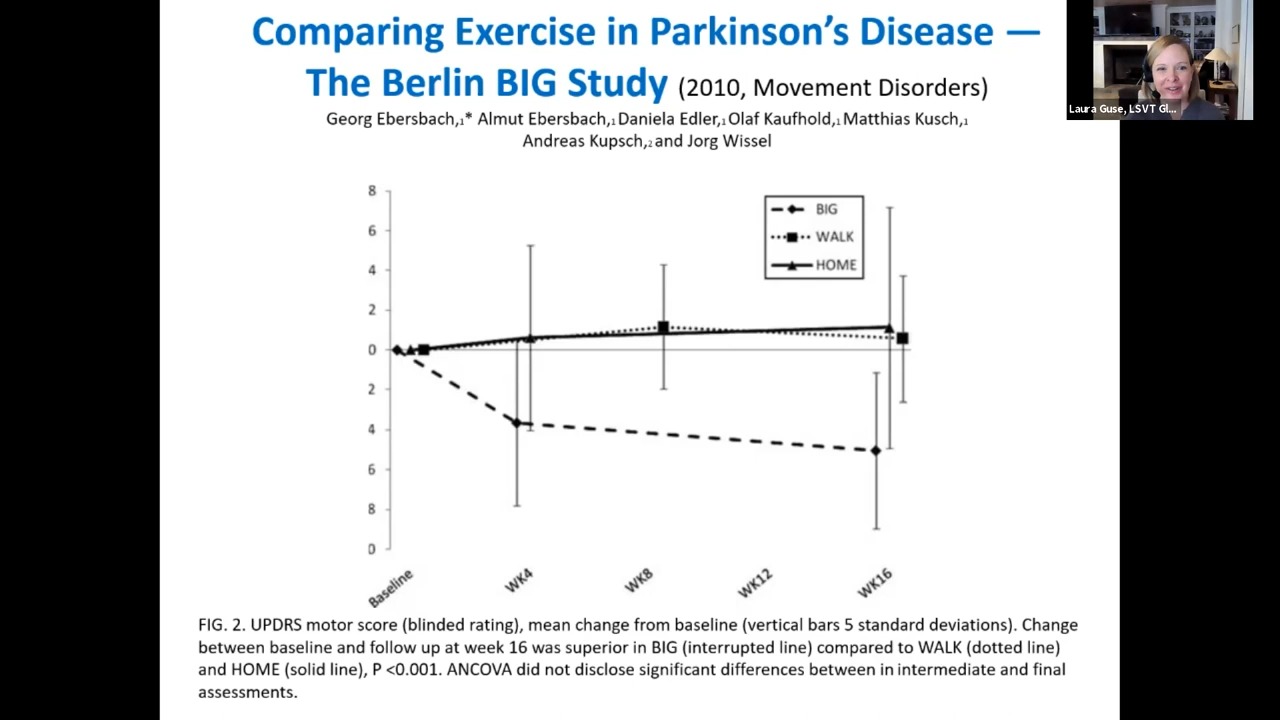 Comparing Exercise in Parkinson's Disease —
The Berlin BIG Study (2010, Movement Disorders)
Georg Ebersbach,1* Almut Ebersbach,1 Daniela Edler,1 Olaf Kaufhold,1 Matthias Kusch,1
Andreas Kupsch,2 and Jorg Wissel
Laura Guse, LSVT Gl...
8
6
4
2
0
2
4
6
8
0
BIG
WALK
HOME
Baseline
WK4
WK8
WK12
WK16
FIG. 2. UPDRS motor score (blinded rating), mean change from baseline (vertical bars 5 standard deviations). Change
between baseline and follow up at week 16 was superior in BIG (interrupted line) compared to WALK (dotted line)
and HOME (solid line), P <0.001. ANCOVA did not disclose significant differences between in intermediate and final
assessments.